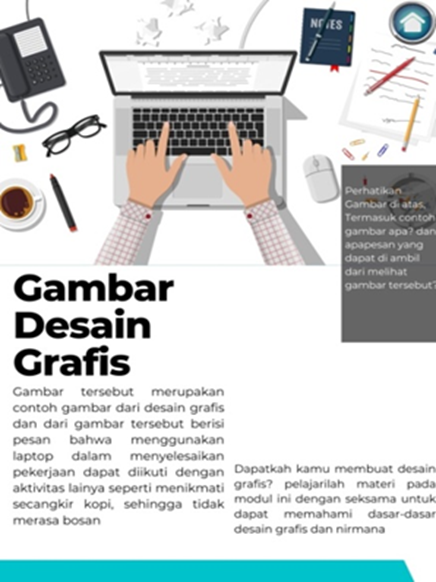 NOTES
Perhatikan
Gambar di atas,
Termasuk contoh
gambar apa? dan
apapesan yang
dapat di ambil
dari melihat
gambar tersebut?
Gambar
Desain
Grafis
Gambar tersebut merupakan
contoh gambar dari desain grafis
dan dari gambar tersebut berisi
pesan bahwa menggunakan
laptop dalam menyelesaikan
pekerjaan dapat diikuti dengan
aktivitas lainya seperti menikmati
secangkir kopi, sehingga tidak
merasa bosan
Dapatkah kamu membuat desain
grafis? pelajarilah materi pada
modul ini dengan seksama untuk
dapat memahami dasar-dasar
desain grafis dan nirmana